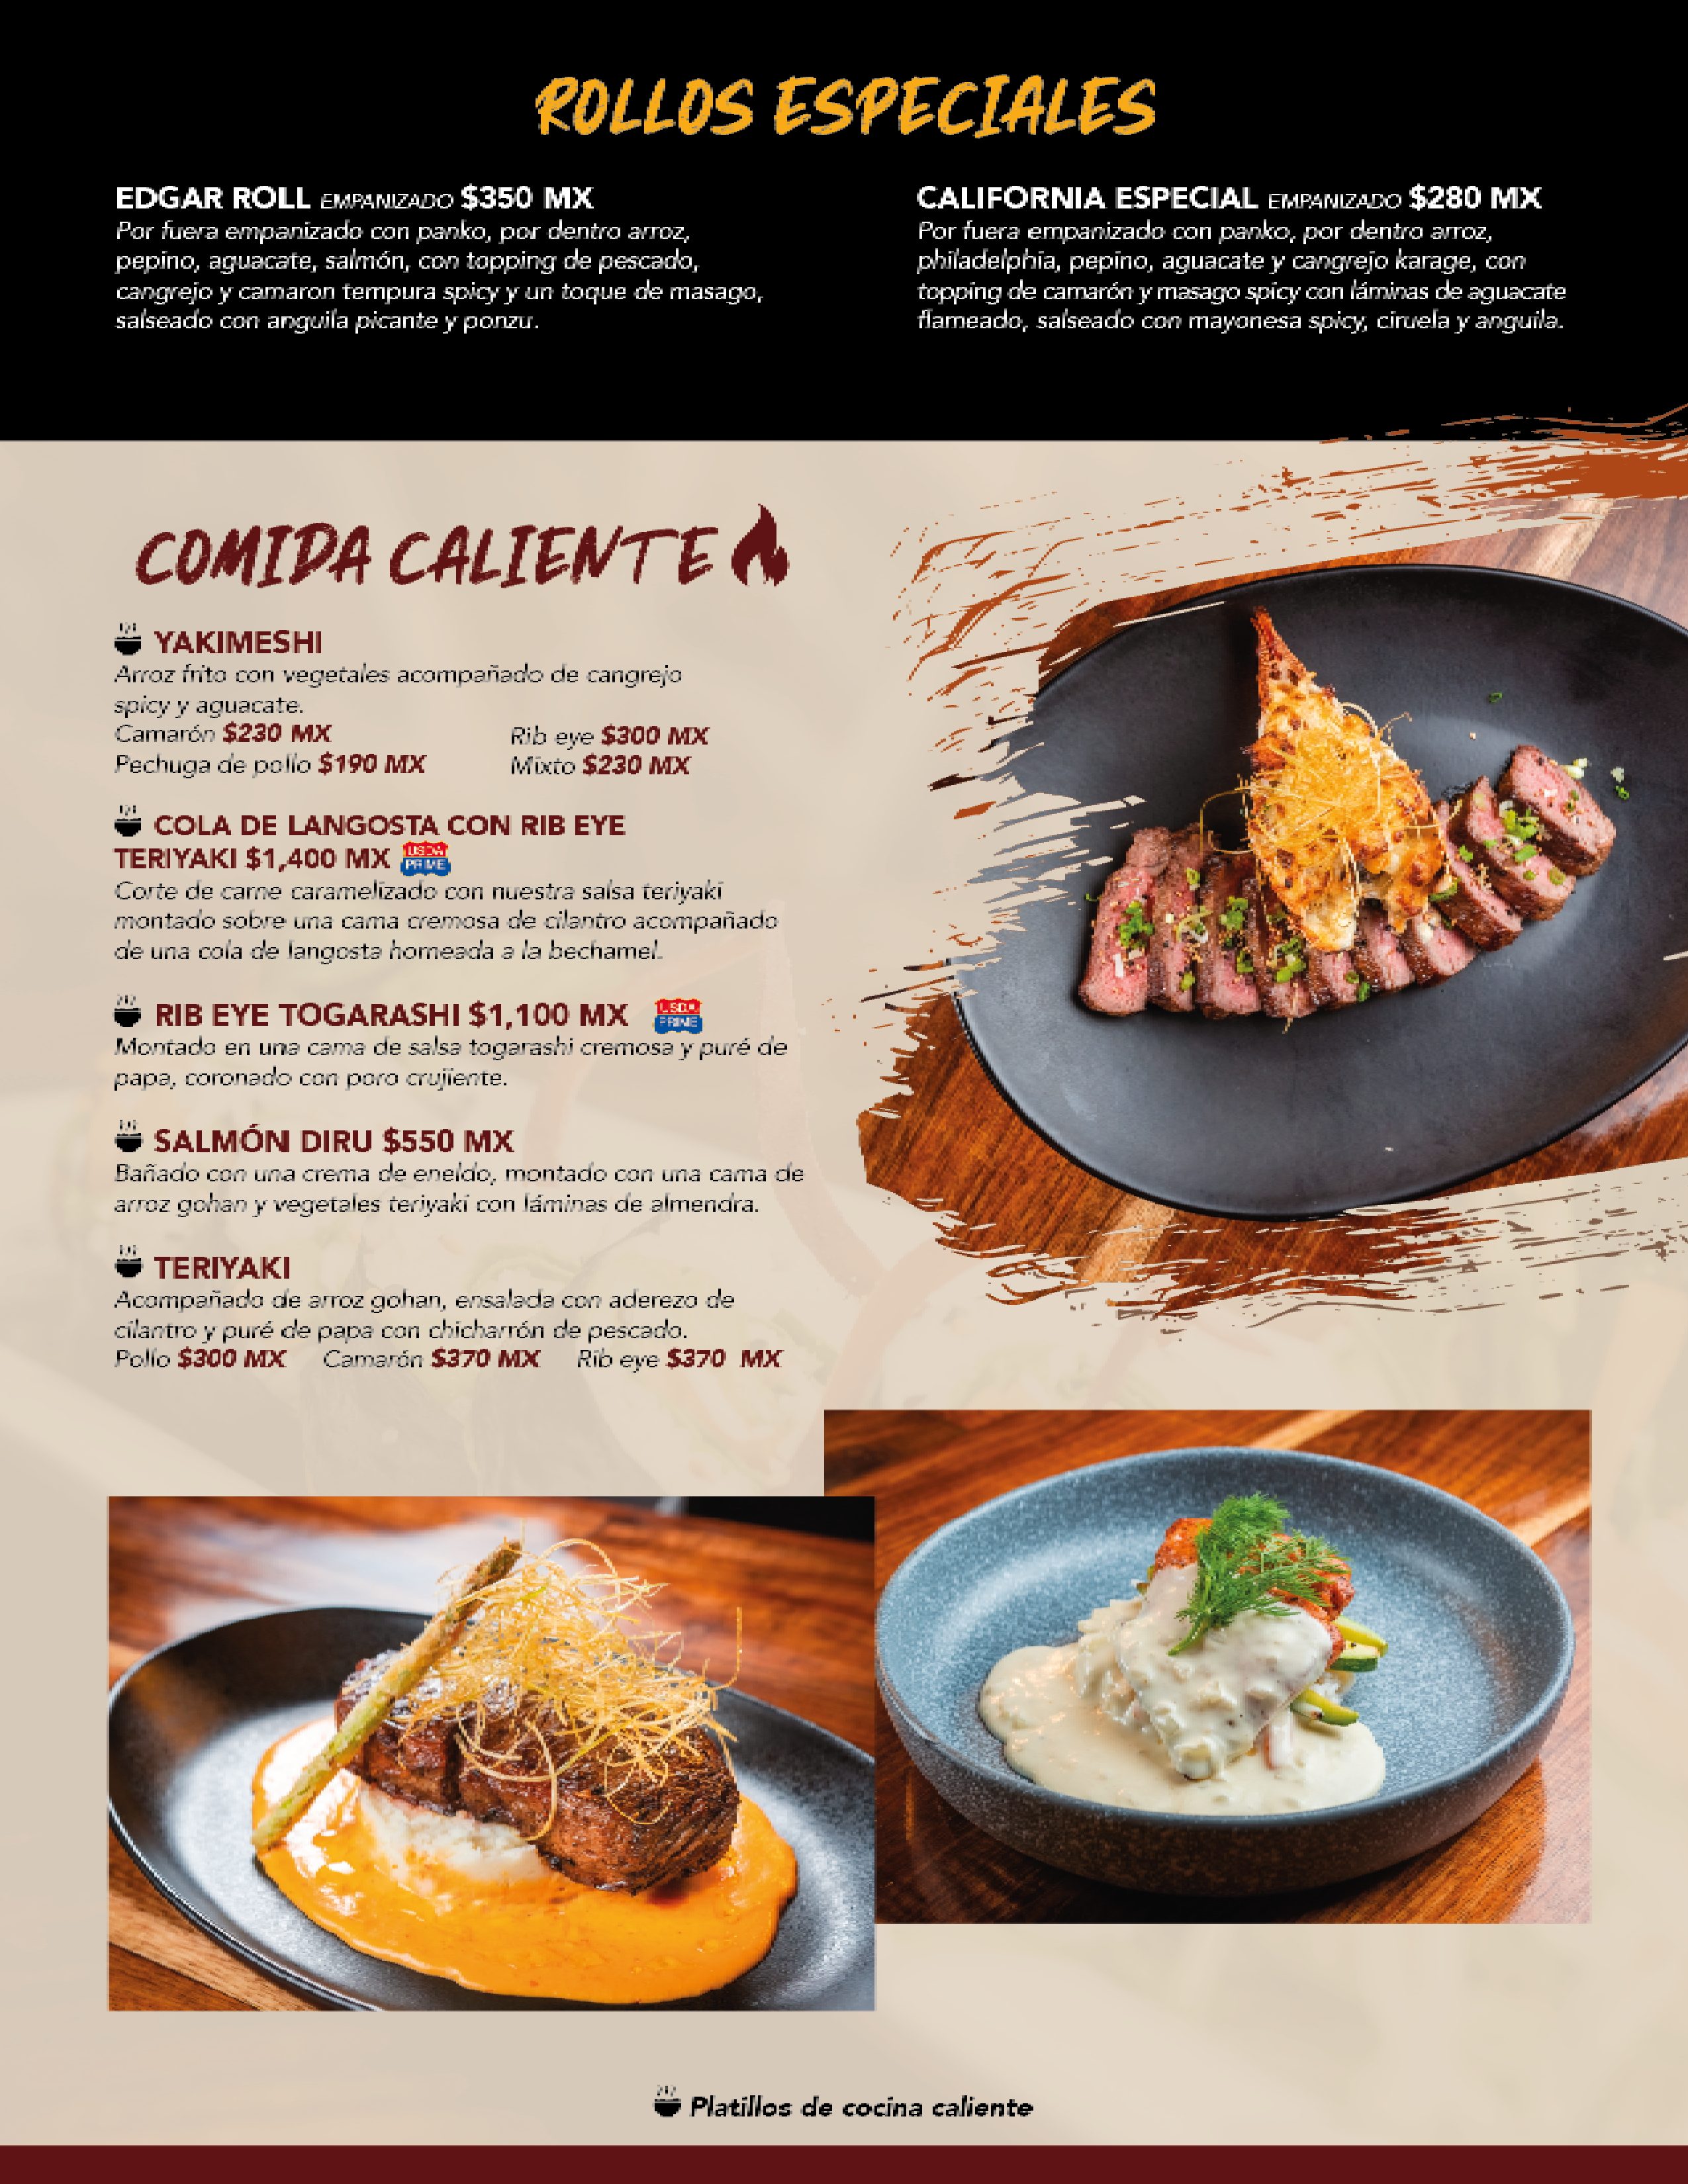 ROLLOS ESPECIALES
EDGAR ROLL EMPANIZADO $350 MX
Por fuera empanizado con panko, por dentro arroz,
pepino, aguacate, salmón, con topping de pescado,
cangrejo y camaron tempura spicy y un toque de masago,
salseado con anguila picante y ponzu.
CALIFORNIA ESPECIAL EMPANIZADO $280 MX
Por fuera empanizado con panko, por dentro arroz,
philadelphia, pepino, aguacate y cangrejo karage, con
topping de camarón y masago spicy con láminas de aguacate
flameado, salseado con mayonesa spicy, ciruela y anguila.
COMIDA CALIENTE
YAKIMESHI
Arroz frito con vegetales acompañado de cangrejo
spicy y aguacate.
Camarón $230 MX Rib eye $300 MX
Pechuga de pollo $190 MX Mixto $230 MX
COLA DE LANGOSTA CON RIB EYE
TERIYAKI $1,400 MX USDA PRIME
Corte de carne caramelizado con nuestra salsa teriyaki
montado sobre una cama cremosa de cilantro acompañado
de una cola de langosta horneada a la bechamel.
RIB EYE TOGARASHI $1,100 MX USDA PRIME
Montado en una cama de salsa togarashi cremosa y puré de
papa, coronado con poro crujiente.
SALMÓN DIRU $550 MX
Bañado con una crema de eneldo, montado con una cama de
arroz gohan y vegetales teriyaki con láminas de almendra.
TERIYAKI
Acompañado de arroz gohan, ensalada con aderezo de
cilantro y puré de papa con chicharrón de pescado.
Pollo $300 MX Camarón $370 MX Rib eye $370 MX
Platillos de cocina caliente